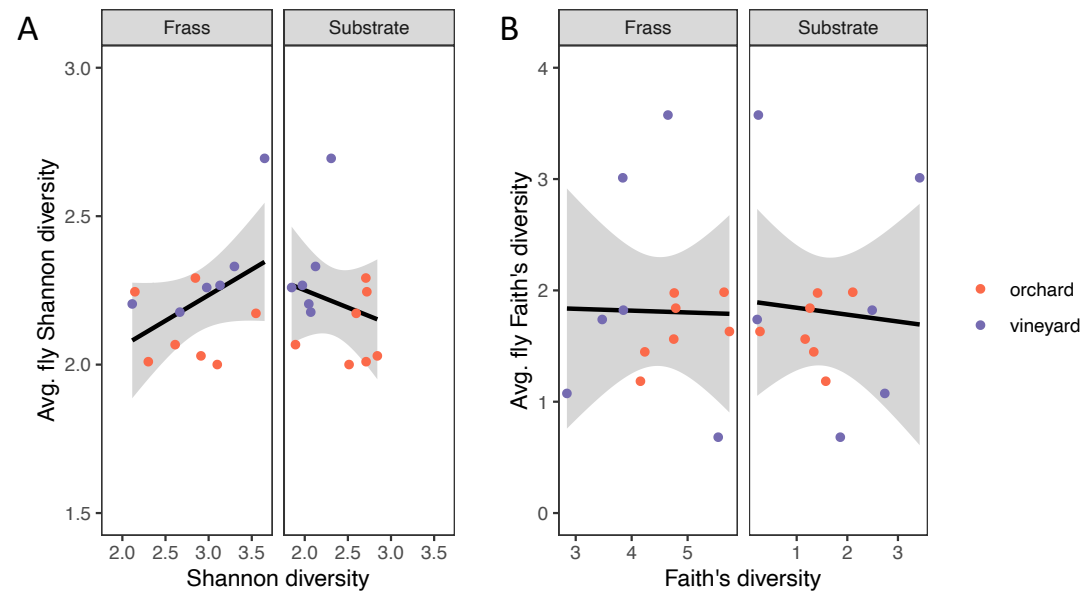 A
Frass
Substrate
Avg. fly Shannon diversity
3.0
2.5
2.0
1.5
2.0 2.5 3.0 3.5
2.0 2.5 3.0 3.5
Shannon diversity
B
Frass
Substrate
Avg. fly Faith's diversity
4
3
2
1
0
3 4 5
1 2 3
Faith's diversity
orchard
vineyard